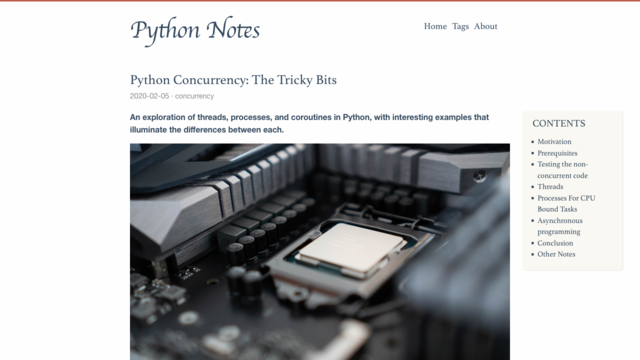 Python Notes
Home Tags About
Python Concurrency: The Tricky Bits
2020-02-05 · concurrency
An exploration of threads, processes, and coroutines in Python, with interesting examples that
illuminate the differences between each.
CONTENTS
Motivation
Prerequisites
Testing the non-
concurrent code
Threads
Processes For CPU
Bound Tasks
Asynchronous
programming
Conclusion
Other Notes